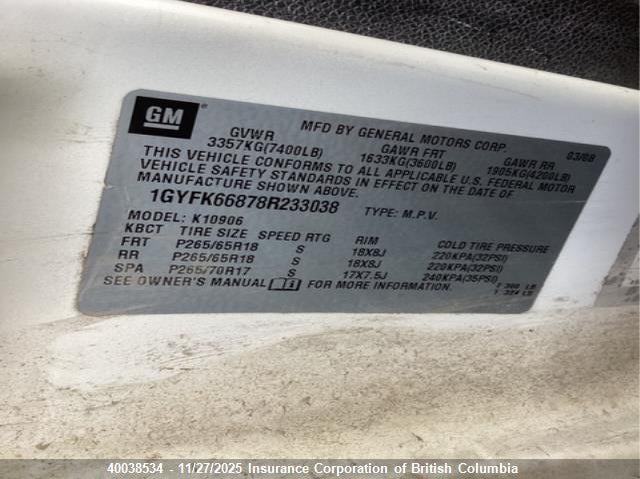 GM ®
MFD BY GENERAL MOTORS CORP. 03/08
GVWR GAWR FRT GAWR RR
3357KG(7400LB) 1633KG(3600LB) 1905KG(4200LB)
THIS VEHICLE CONFORMS TO ALL APPLICABLE U.S. FEDERAL MOTOR
VEHICLE SAFETY STANDARDS IN EFFECT ON THE DATE OF
MANUFACTURE SHOWN ABOVE.
1GYFK66878R233038 TYPE: M.P.V.
MODEL: K10906
KBCT TIRE SIZE SPEED RTG RIM COLD TIRE PRESSURE
FRT P265/65R18 S 18X8J 220KPA(32PSI)
RR P265/65R18 S 18X8J 220KPA(32PSI)
SPA P265/70R17 S 17X7.5J 240KPA(35PSI)
SEE OWNER'S MANUAL FOR MORE INFORMATION.
40038534 - 11/27/2025 Insurance Corporation of British Columbia